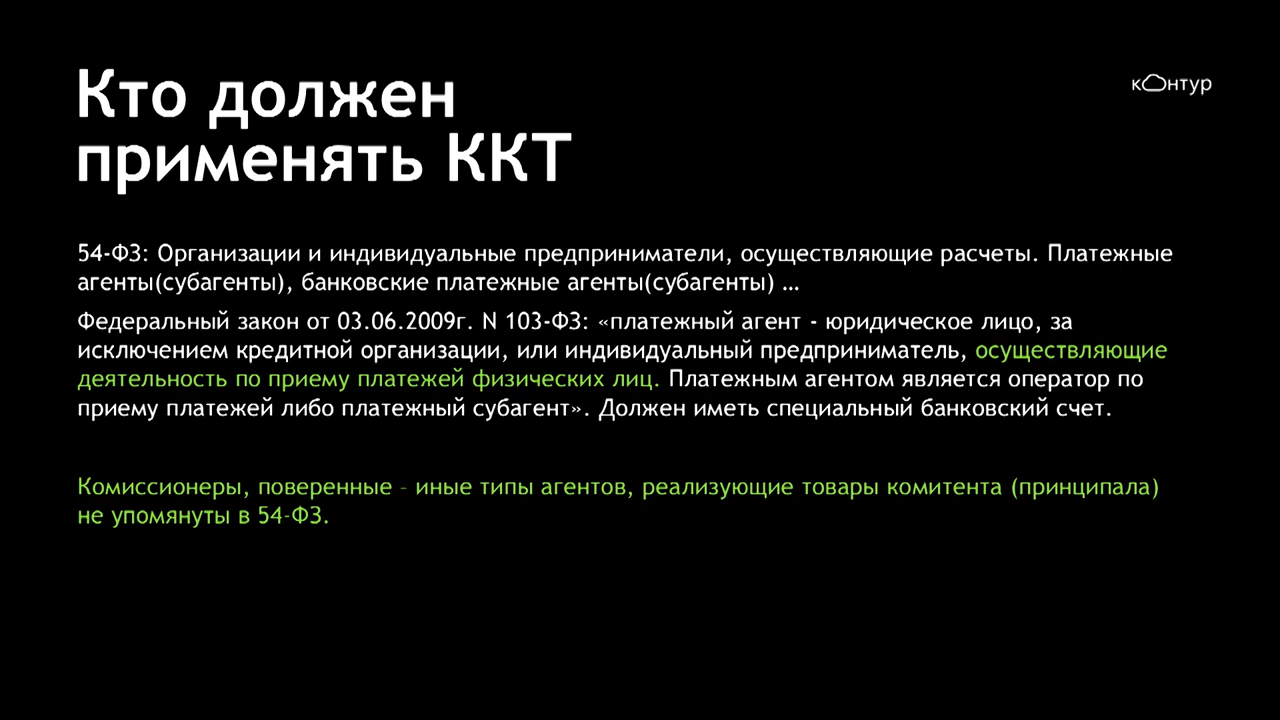 Кто должен
применять ККТ
контур
54-ФЗ: Организации и индивидуальные предприниматели, осуществляющие расчеты. Платежные
агенты(субагенты), банковские платежные агенты(субагенты) …
Федеральный закон от 03.06.2009г. N 103-ФЗ: «платежный агент - юридическое лицо, за
исключением кредитной организации, или индивидуальный предприниматель, осуществляющие
деятельность по приему платежей физических лиц. Платежным агентом является оператор по
приему платежей либо платежный субагент». Должен иметь специальный банковский счет.
Комиссионеры, поверенные – иные типы агентов, реализующие товары комитента (принципала)
не упомянуты в 54-ФЗ.